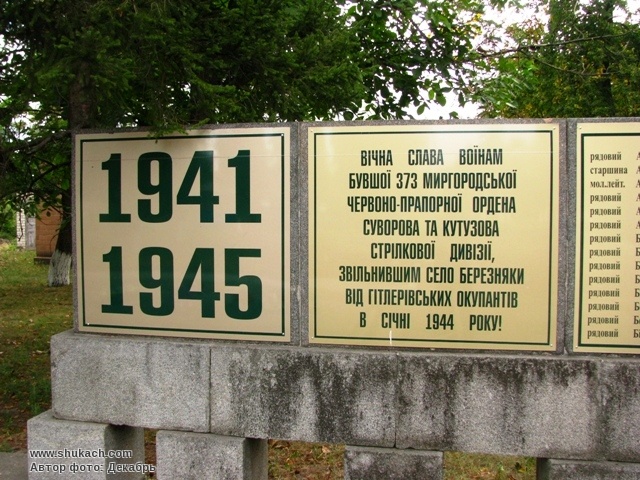 1941
1945
ВІЧНА СЛАВА ВОЇНАМ
БУВШОЇ 373 МИРГОРОДСЬКОЇ
ЧЕРВОНО-ПРАПОРНОЇ ОРДЕНА
СУВОРОВА ТА КУТУЗОВА
СТРІЛКОВОЇ ДИВІЗІЇ,
ЗВІЛЬНИВШИМ СЕЛО БЕРЕЗНЯКИ
ВІД ГІТЛЕРІВСЬКИХ ОКУПАНТІВ
В СІЧНІ 1944 РОКУ!
рядовий
старшина
мол.лейт.
рядовий
рядовий
рядовий
рядовий
рядовий
рядовий
рядовий
рядовий
рядовий
рядовий
рядовий
www.shukach.com
Автор фото: Декабрь